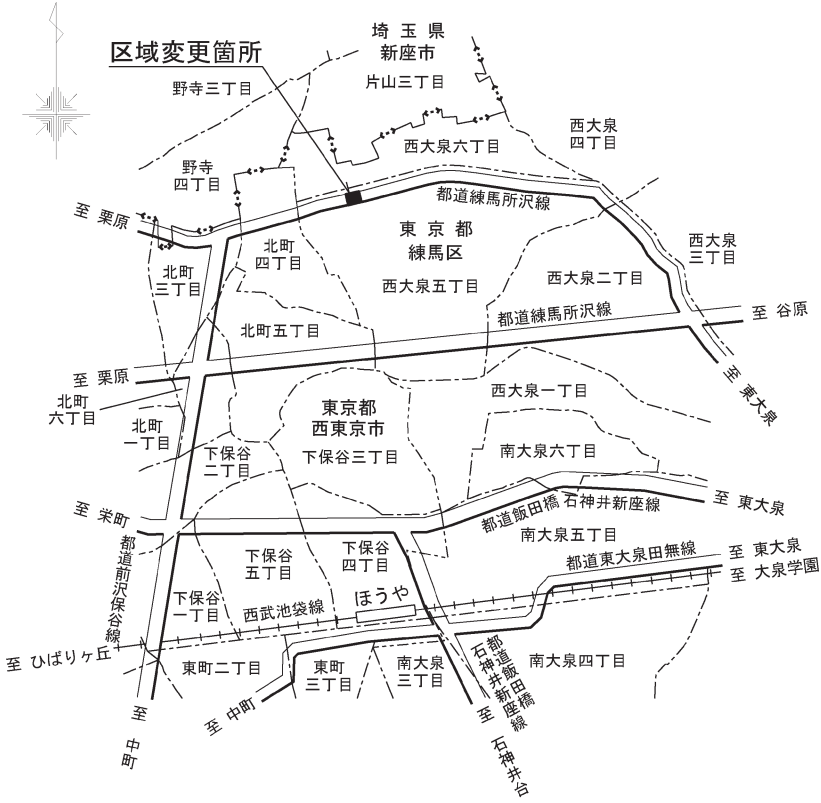 埼玉県
新座市
片山三丁目
区域変更箇所
野寺三丁目
西大泉六丁目
西大泉
四丁目
野寺
四丁目
至 栗原
都道練馬所沢線
東京都
練馬区
西大泉
三丁目
北町
三丁目
北町
四丁目
西大泉五丁目
西大泉二丁目
都道練馬所沢線
至 谷原
北町五丁目
至 栗原
至 東大泉
北町
六丁目
北町
一丁目
東京都
西東京市
下保谷三丁目
西大泉一丁目
下保谷
二丁目
南大泉六丁目
至 栄町
都道飯田橋石神井新座線
至 東大泉
都道前沢保谷線
下保谷
五丁目
下保谷
四丁目
南大泉五丁目
都道東大泉田無線
至 東大泉
至 大泉学園
下保谷
一丁目
西武池袋線
ほうや
至 ひばりヶ丘
東町二丁目
東町
三丁目
南大泉
三丁目
都道飯田橋
石神井新座線
南大泉四丁目
至 中町
至 中町
至 石神井台